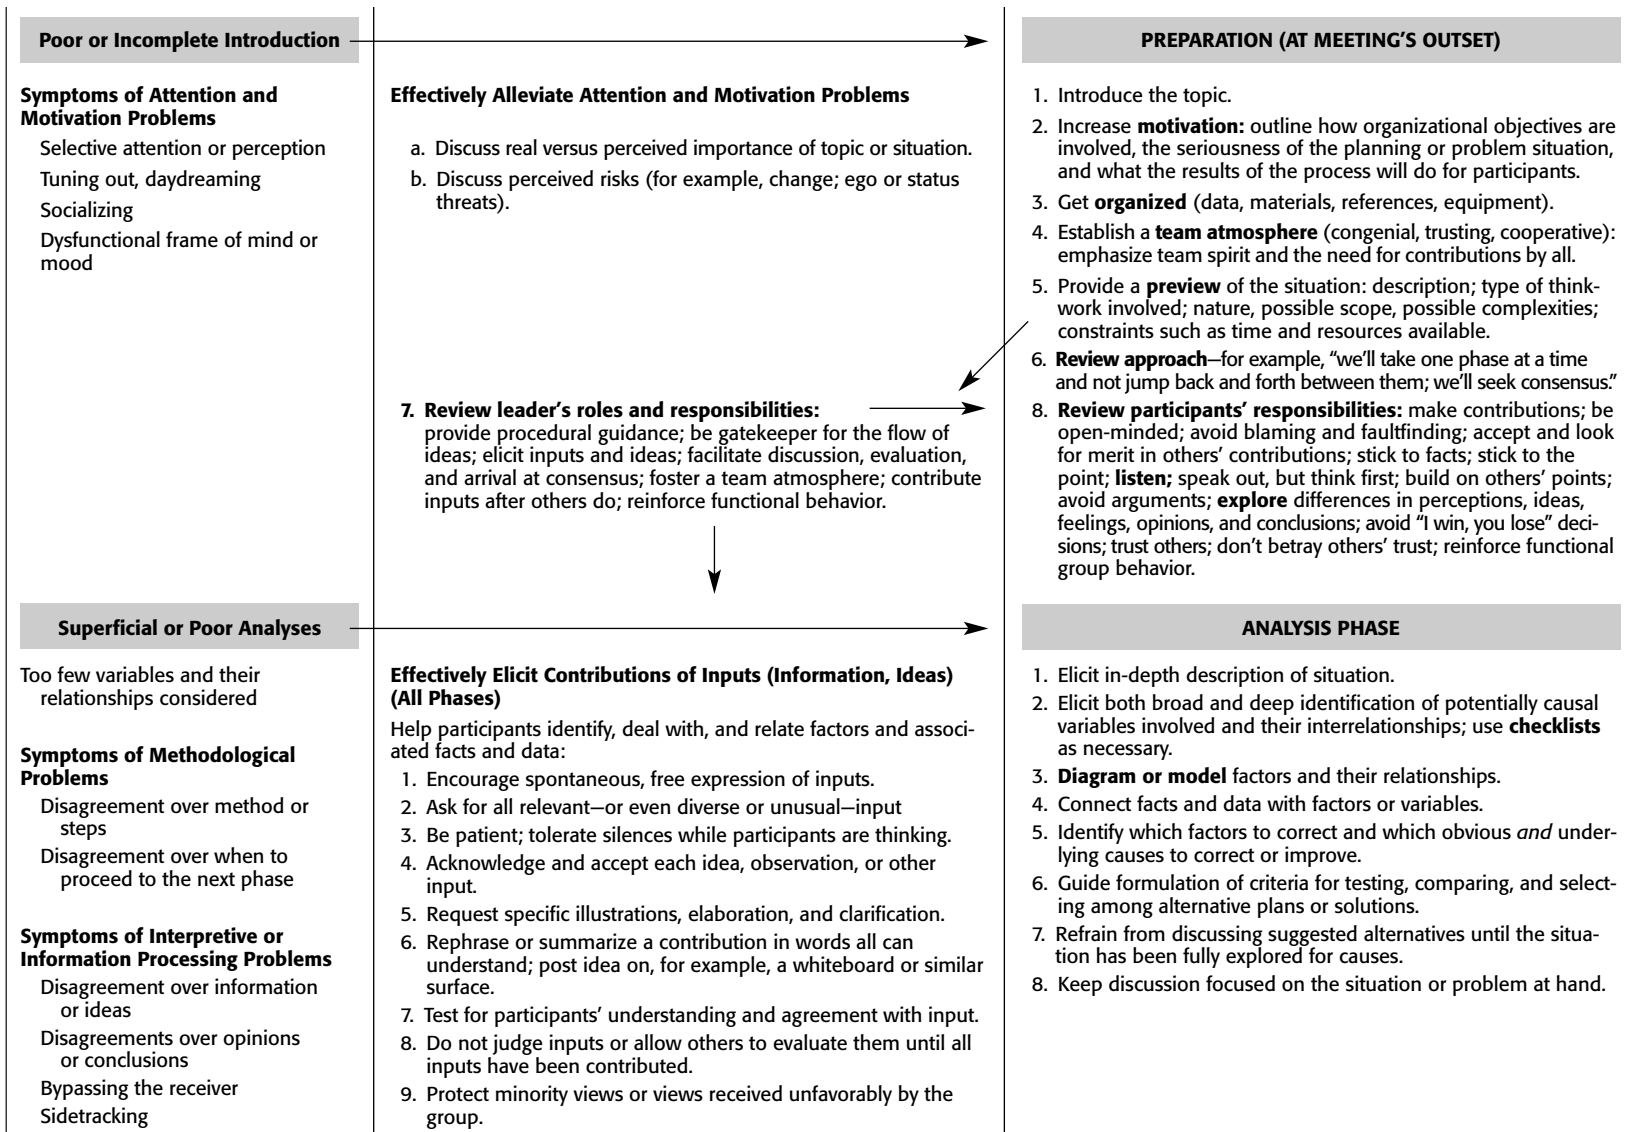 Poor or Incomplete Introduction
Symptoms of Attention and
Motivation Problems
Selective attention or perception
Tuning out, daydreaming
Socializing
Dysfunctional frame of mind or
mood
Effectively Alleviate Attention and Motivation Problems
a. Discuss real versus perceived importance of topic or situation.
b. Discuss perceived risks (for example, change; ego or status
threats).
PREPARATION (AT MEETING'S OUTSET)
1. Introduce the topic.
2. Increase motivation: outline how organizational objectives are
involved, the seriousness of the planning or problem situation,
and what the results of the process will do for participants.
3. Get organized (data, materials, references, equipment).
4. Establish a team atmosphere (congenial, trusting, cooperative):
emphasize team spirit and the need for contributions by all.
5. Provide a preview of the situation: description; type of think-
work involved; nature, possible scope, possible complexities;
constraints such as time and resources available.
6. Review approach—for example, “we’ll take one phase at a time
and not jump back and forth between them; we’ll seek consensus.”
7. Review leader’s roles and responsibilities:
provide procedural guidance; be gatekeeper for the flow of
ideas; elicit inputs and ideas; facilitate discussion, evaluation,
and arrival at consensus; foster a team atmosphere; contribute
inputs after others do; reinforce functional behavior.
8. Review participants’ responsibilities: make contributions; be
open-minded; avoid blaming and faultfinding; accept and look
for merit in others’ contributions; stick to facts; stick to the
point; listen; speak out, but think first; build on others’ points;
avoid arguments; explore differences in perceptions, ideas,
feelings, opinions, and conclusions; avoid “I win, you lose” deci-
sions; trust others; don’t betray others’ trust; reinforce functional
group behavior.
Superficial or Poor Analyses
Too few variables and their
relationships considered
Symptoms of Methodological
Problems
Disagreement over method or
steps
Disagreement over when to
proceed to the next phase
Symptoms of Interpretive or
Information Processing Problems
Disagreement over information
or ideas
Disagreements over opinions
or conclusions
Bypassing the receiver
Sidetracking
Effectively Elicit Contributions of Inputs (Information, Ideas)
(All Phases)
Help participants identify, deal with, and relate factors and associ-
ated facts and data:
1. Encourage spontaneous, free expression of inputs.
2. Ask for all relevant—or even diverse or unusual—input
3. Be patient; tolerate silences while participants are thinking.
4. Acknowledge and accept each idea, observation, or other
input.
5. Request specific illustrations, elaboration, and clarification.
6. Rephrase or summarize a contribution in words all can
understand; post idea on, for example, a whiteboard or similar
surface.
7. Test for participants’ understanding and agreement with input.
8. Do not judge inputs or allow others to evaluate them until all
inputs have been contributed.
9. Protect minority views or views received unfavorably by the
group.
ANALYSIS PHASE
1. Elicit in-depth description of situation.
2. Elicit both broad and deep identification of potentially causal
variables involved and their interrelationships; use checklists
as necessary.
3. Diagram or model factors and their relationships.
4. Connect facts and data with factors or variables.
5. Identify which factors to correct and which obvious and under-
lying causes to correct or improve.
6. Guide formulation of criteria for testing, comparing, and select-
ing among alternative plans or solutions.
7. Refrain from discussing suggested alternatives until the situa-
tion has been fully explored for causes.
8. Keep discussion focused on the situation or problem at hand.